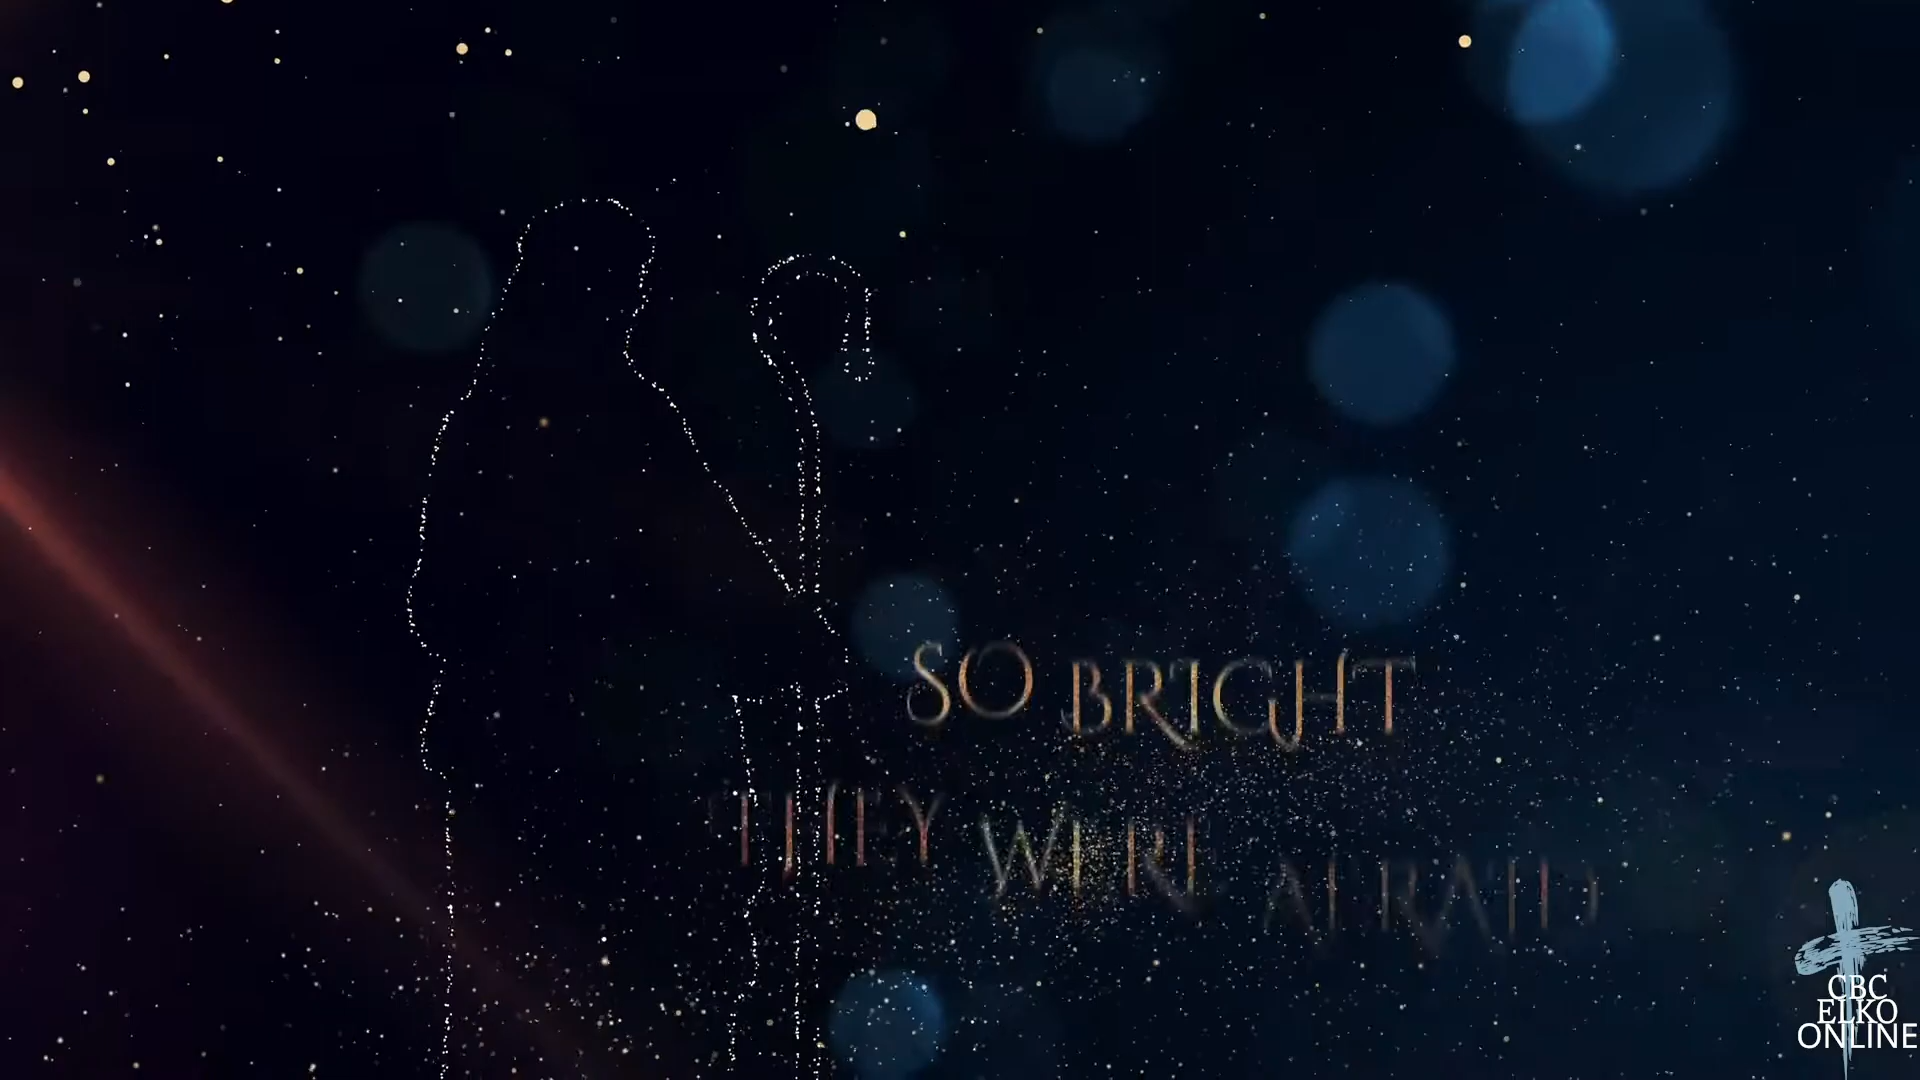 SO BRIGHT
THEY WERE AFRAID
CBC
ELKO
ONLINE